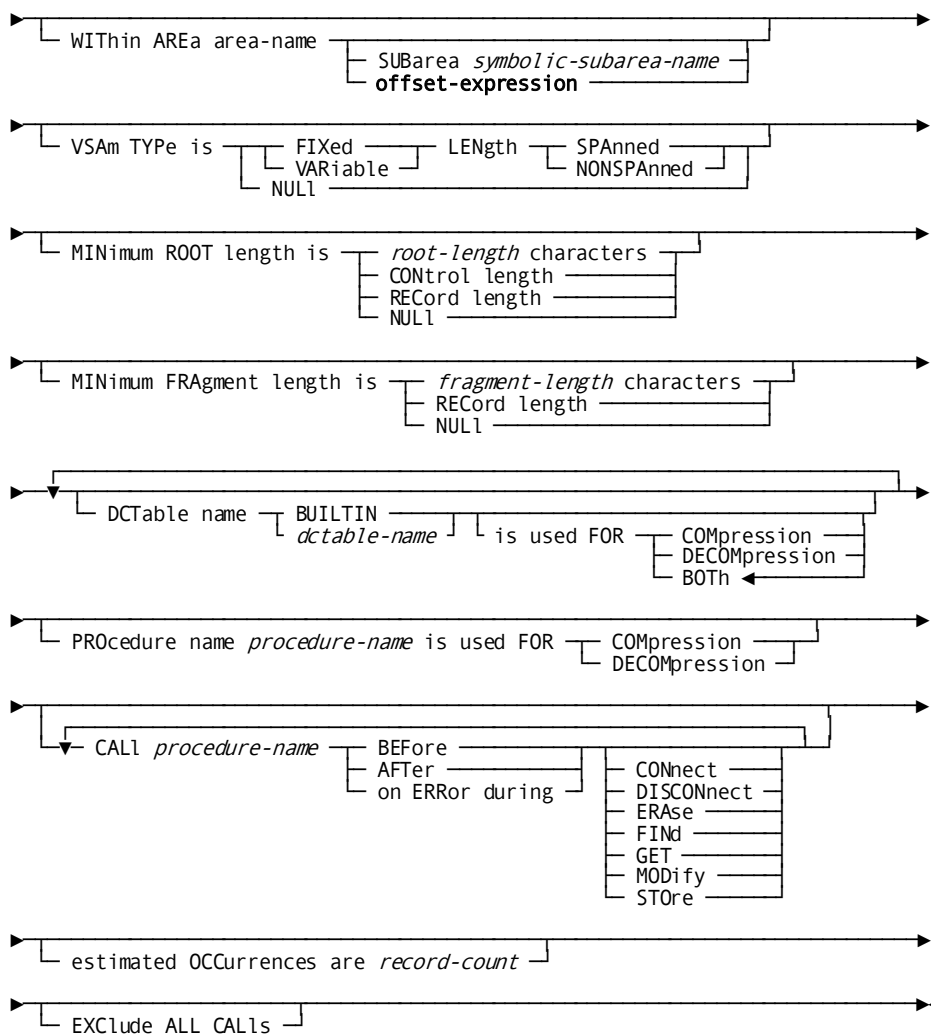 WIThin AREa area-name
SUBarea symbolic-subarea-name
offset-expression
VSAm TYPe is FIXed LENgth SPAnned
VARiable NONSPAnned
NULl
MINimum ROOT length is root-length characters
CONtrol length
RECord length
NULl
MINimum FRAgment length is fragment-length characters
RECord length
NULl
DCTable name BUILTIN is used FOR COMpression
dctable-name DECOMpression
BOTh
PROcedure name procedure-name is used FOR COMpression
DECOMpression
CALl procedure-name BEFore CONnect
AFTer DISCONnect
on ERRor during ERAse
FINd
GET
MODify
STOre
estimated OCCurrences are record-count
EXClude ALL CALls